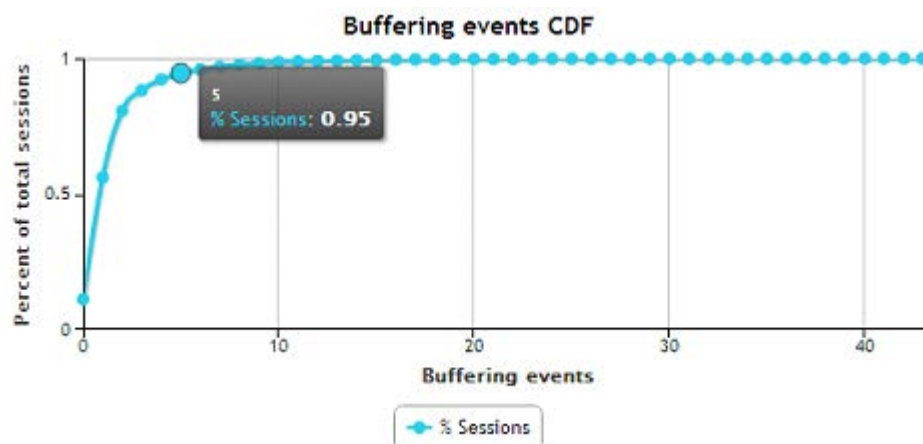 Buffering events CDF
Percent of total sessions
1
0.5
0
5
% Sessions: 0.95
0 10 20 30 40
Buffering events
% Sessions